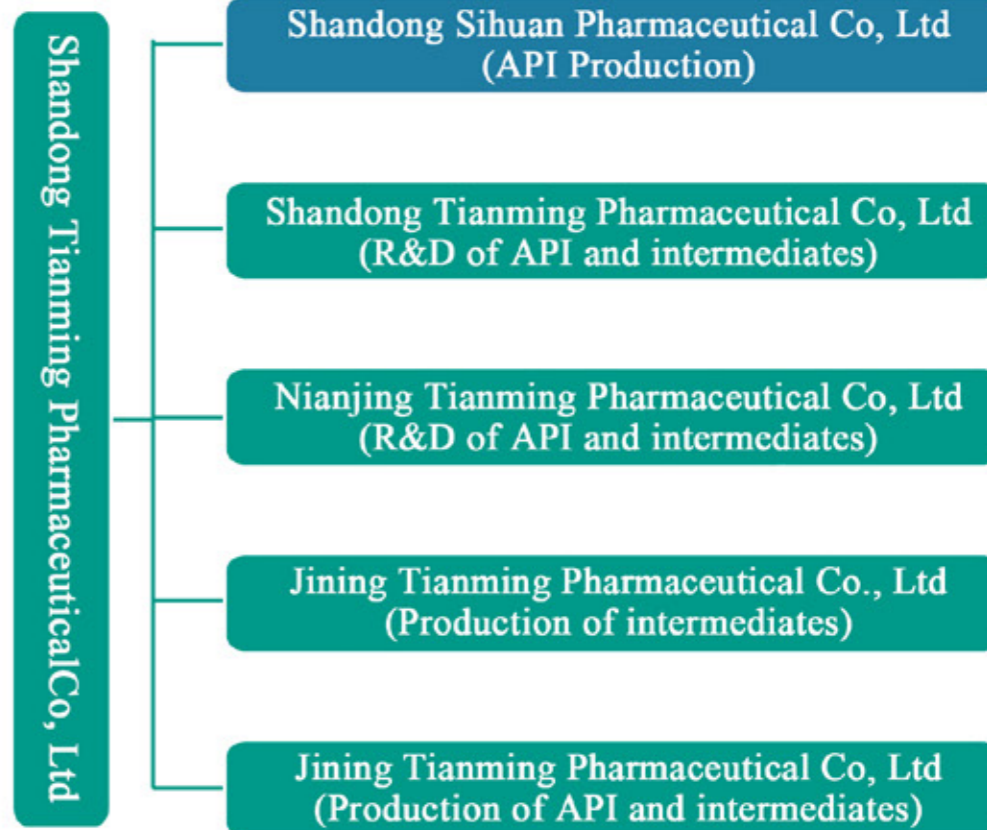 Shandong Tianming PharmaceuticalCo, Ltd
Shandong Sihuan Pharmaceutical Co, Ltd
(API Production)
Shandong Tianming Pharmaceutical Co, Ltd
(R&D of API and intermediates)
Nianjing Tianming Pharmaceutical Co, Ltd
(R&D of API and intermediates)
Jining Tianming Pharmaceutical Co., Ltd
(Production of intermediates)
Jining Tianming Pharmaceutical Co, Ltd
(Production of API and intermediates)